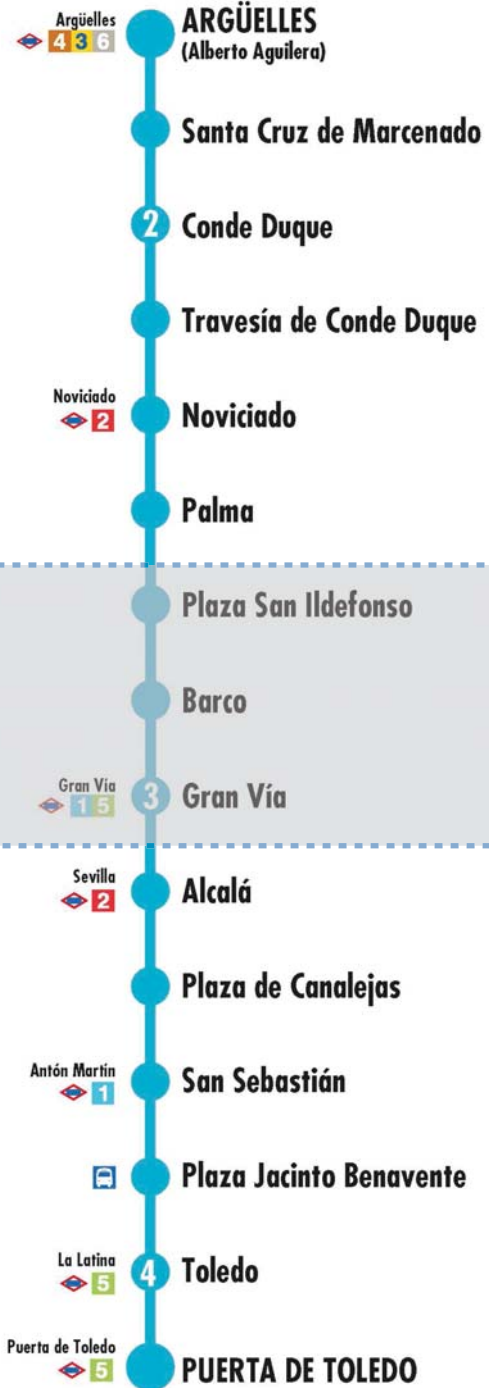 Argüelles
4 3 6
ARGÜELLES
(Alberto Aguilera)
Santa Cruz de Marcenado
2 Conde Duque
Travesía de Conde Duque
Noviciado
2
Noviciado
Palma
Plaza San Ildefonso
Barco
Gran Vía
1 5
3 Gran Vía
Sevilla
2
Alcalá
Plaza de Canalejas
Antón Martín
1
San Sebastián
Plaza Jacinto Benavente
La Latina
5
4 Toledo
Puerta de Toledo
5
PUERTA DE TOLEDO